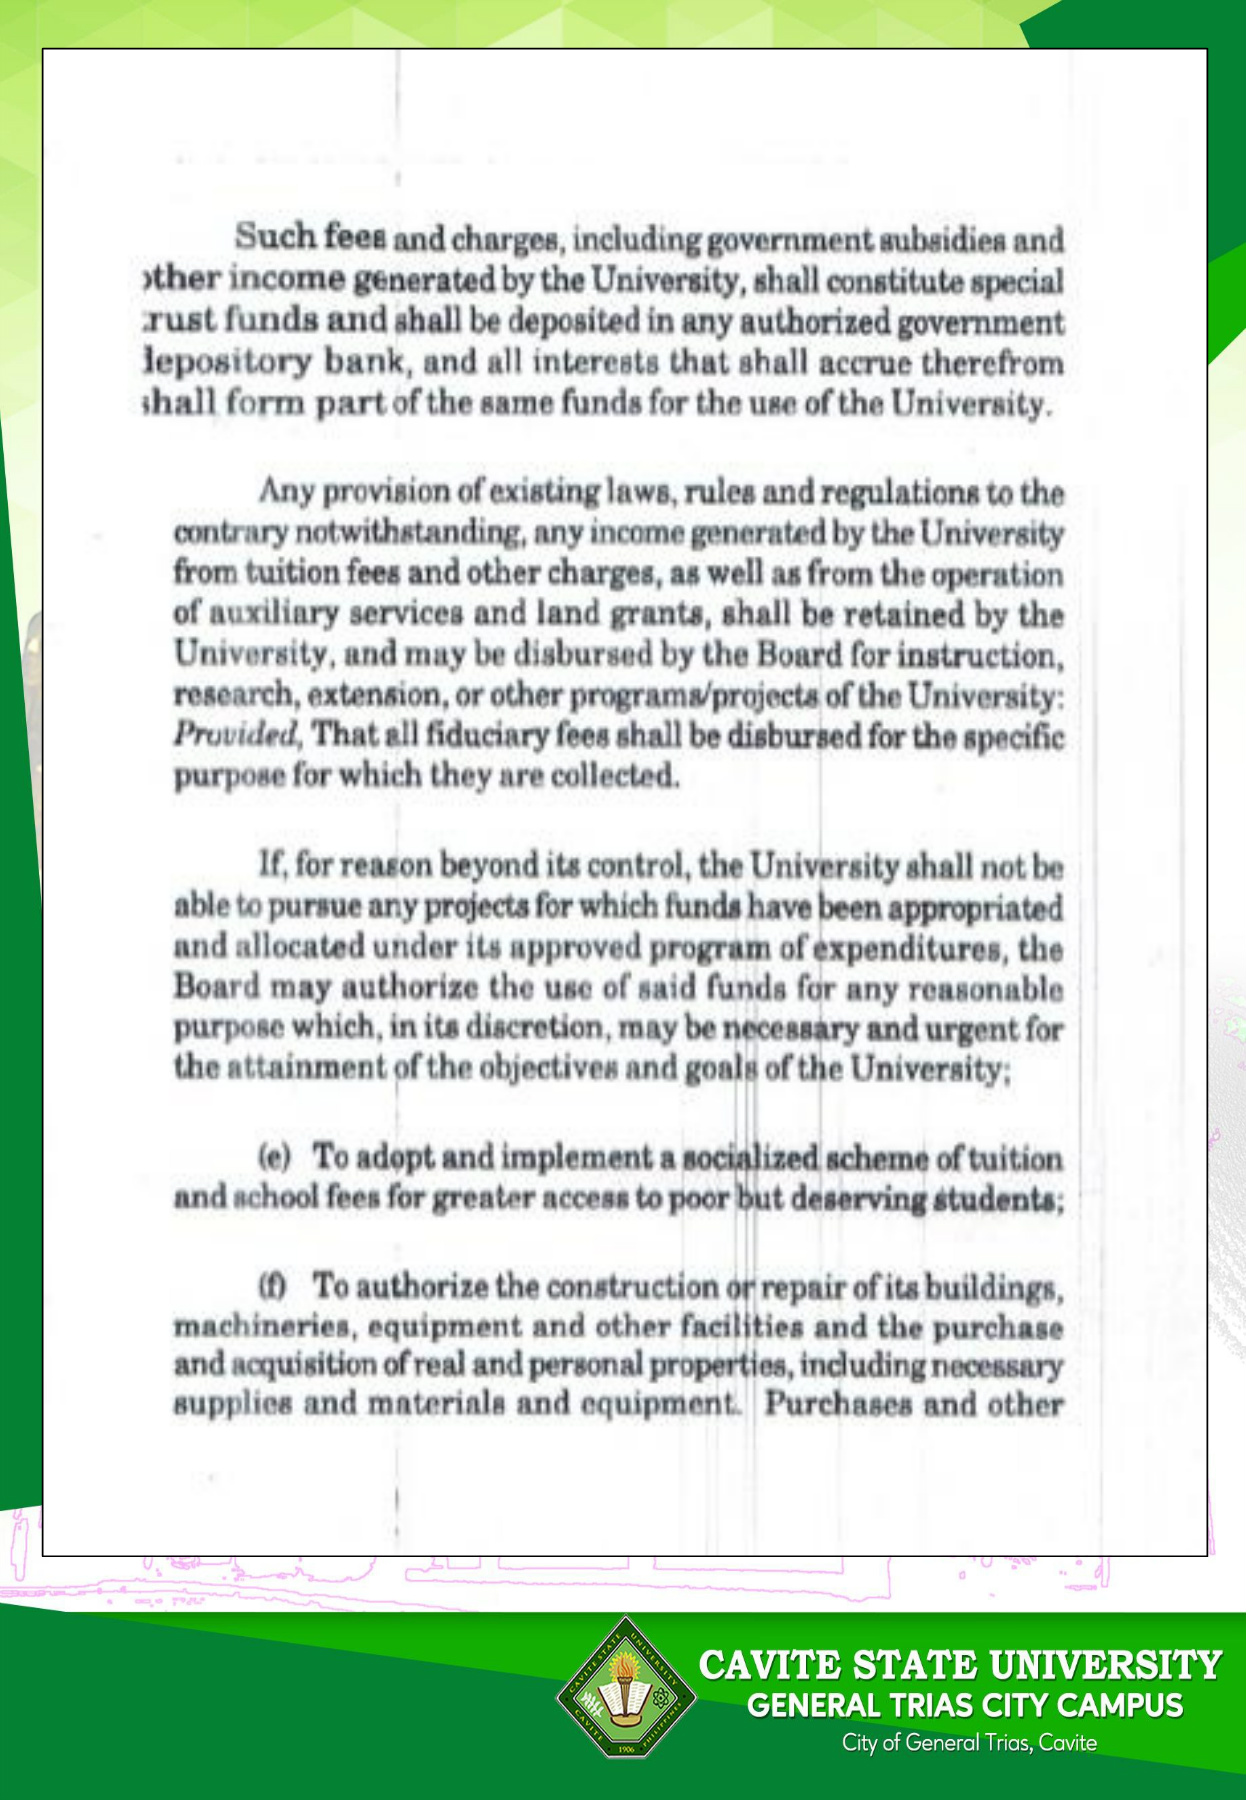 Such fees and charges, including government subsidies and
other income generated by the University, shall constitute special
trust funds and shall be deposited in any authorized government
depository bank, and all interests that shall accrue therefrom
shall form part of the same funds for the use of the University.
Any provision of existing laws, rules and regulations to the
contrary notwithstanding, any income generated by the University
from tuition fees and other charges, as well as from the operation
of auxiliary services and land grants, shall be retained by the
University, and may be disbursed by the Board for instruction,
research, extension, or other programs/projects of the University:
Provided, That all fiduciary fees shall be disbursed for the specific
purpose for which they are collected.
If, for reason beyond its control, the University shall not be
able to pursue any projects for which funds have been appropriated
and allocated under its approved program of expenditures, the
Board may authorize the use of said funds for any reasonable
purpose which, in its discretion, may be necessary and urgent for
the attainment of the objectives and goals of the University;
(e) To adopt and implement a socialized scheme of tuition
and school fees for greater access to poor but deserving students;
(f) To authorize the construction or repair of its buildings,
machineries, equipment and other facilities and the purchase
and acquisition of real and personal properties, including necessary
supplies and materials and equipment. Purchases and other
CAVITE STATE UNIVERSITY
CAVITE
PHILIPPINES
1906
CAVITE STATE UNIVERSITY
GENERAL TRIAS CITY CAMPUS
City of General Trias, Cavite